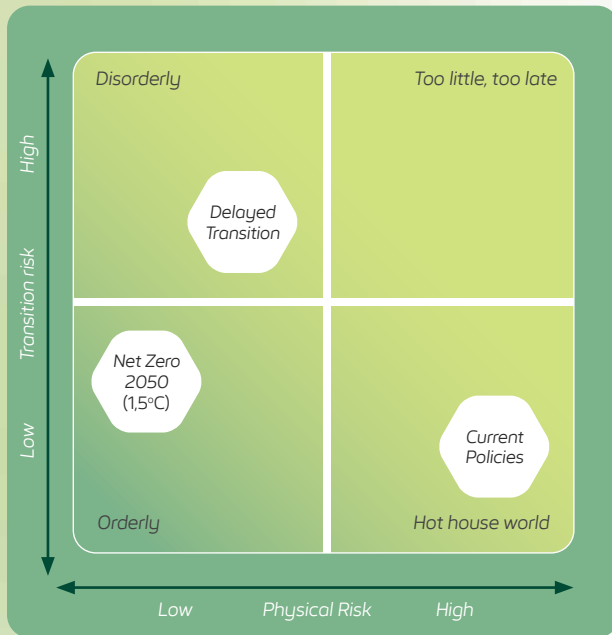 Disorderly
Too little, too late
Delayed
Transition
Net Zero
2050
(1,5°C)
Current
Policies
Orderly
Hot house world
High
Transition risk
Low
Low
Physical Risk
High